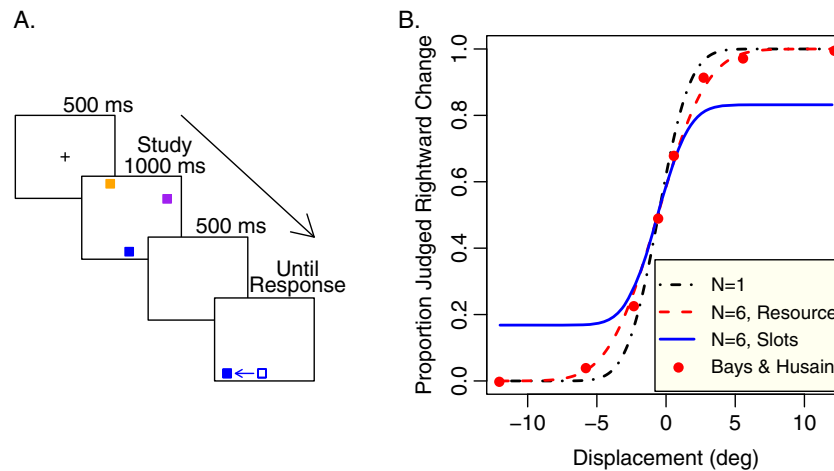 A.
500 ms
+
Study
1000 ms
500 ms
Until
Response
B.
Proportion Judged Rightward Change
1.0
0.8
0.6
0.4
0.2
0.0
N=1
N=6, Resource
N=6, Slots
Bays & Husain
−10
−5
0
5
10
Displacement (deg)